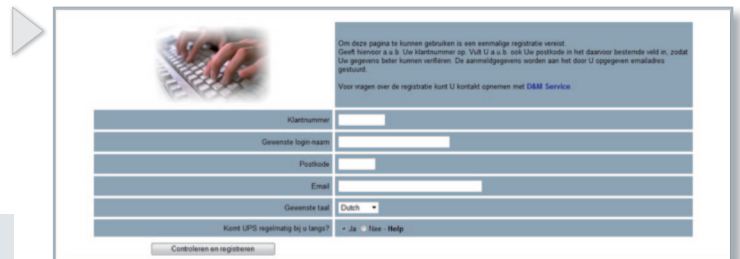 Om deze pagina te kunnen gebruiken is een eenmalige registratie vereist.
Geeft hiervoor a.u.b. Uw klantnummer op. Vult U a.u.b. ook Uw postkode in het daarvoor bestemde veld in, zodat
Uw gegevens beter kunnen verifiëren. De aanmeldgegevens worden aan het door U opgegeven emailadres
gestuurd.
Voor vragen over de registratie kunt U kontakt opnemen met D&M Service
Klantnummer
Gewenste login-naam
Postkode
Email
Gewenste taal Dutch
Komt UPS regelmatig bij u langs? Ja Nee - Help
Controleren en registreren